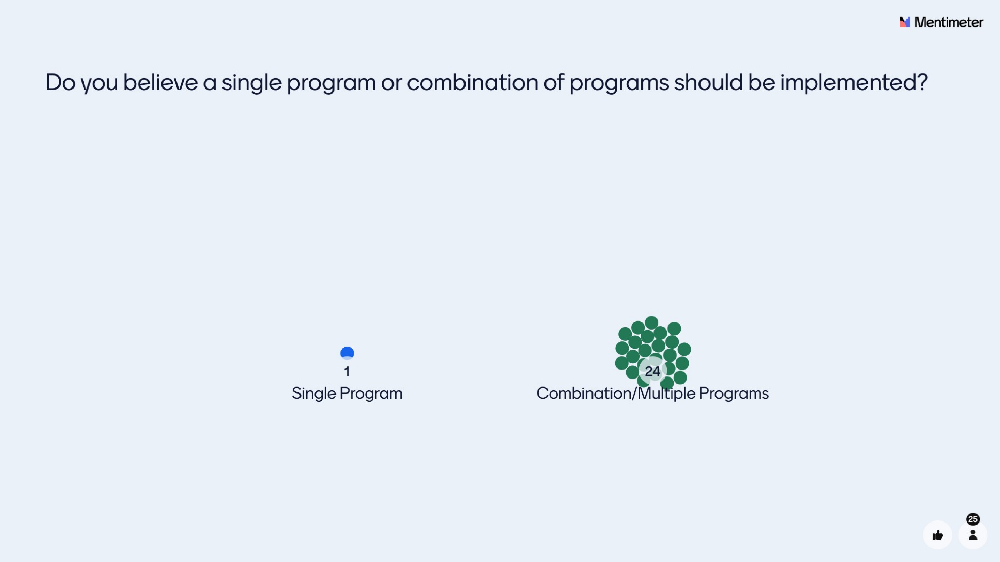 Mentimeter
Do you believe a single program or combination of programs should be implemented?
1
24
Single Program
Combination/Multiple Programs
25